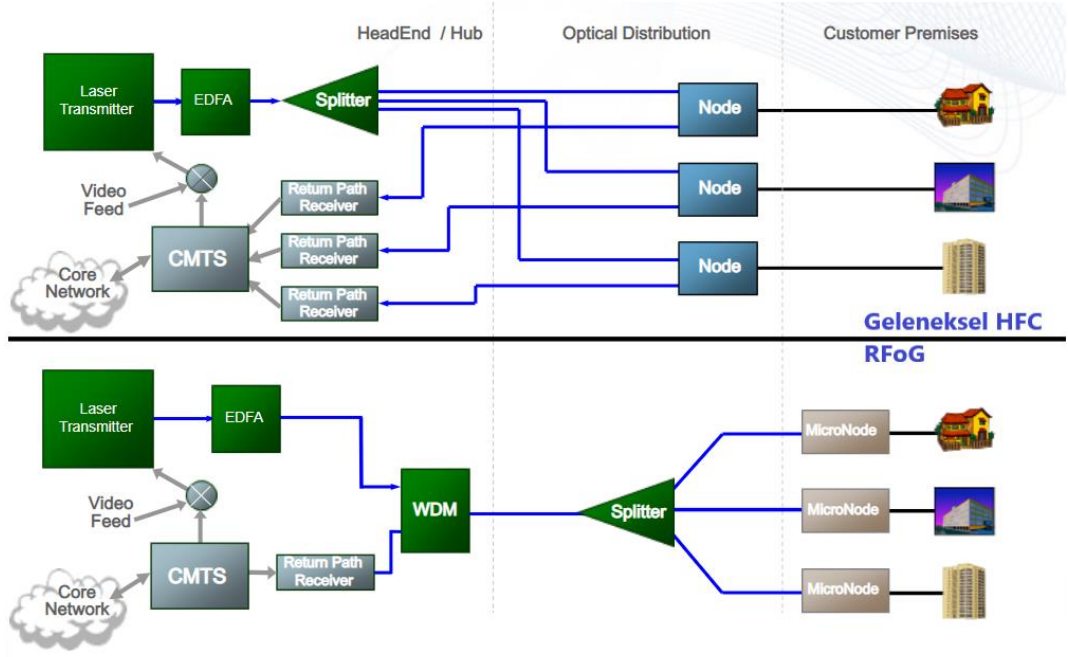 HeadEnd / Hub
Optical Distribution
Customer Premises
Laser
Transmitter
EDFA
Splitter
Node
Video
Feed
Return Path
Receiver
Node
CMTS
Return Path
Receiver
Core
Network
Node
Return Path
Receiver
Geleneksel HFC
RFoG
Laser
Transmitter
EDFA
MicroNode
Video
Feed
WDM
Splitter
MicroNode
CMTS
Return Path
Receiver
Core
Network
MicroNode